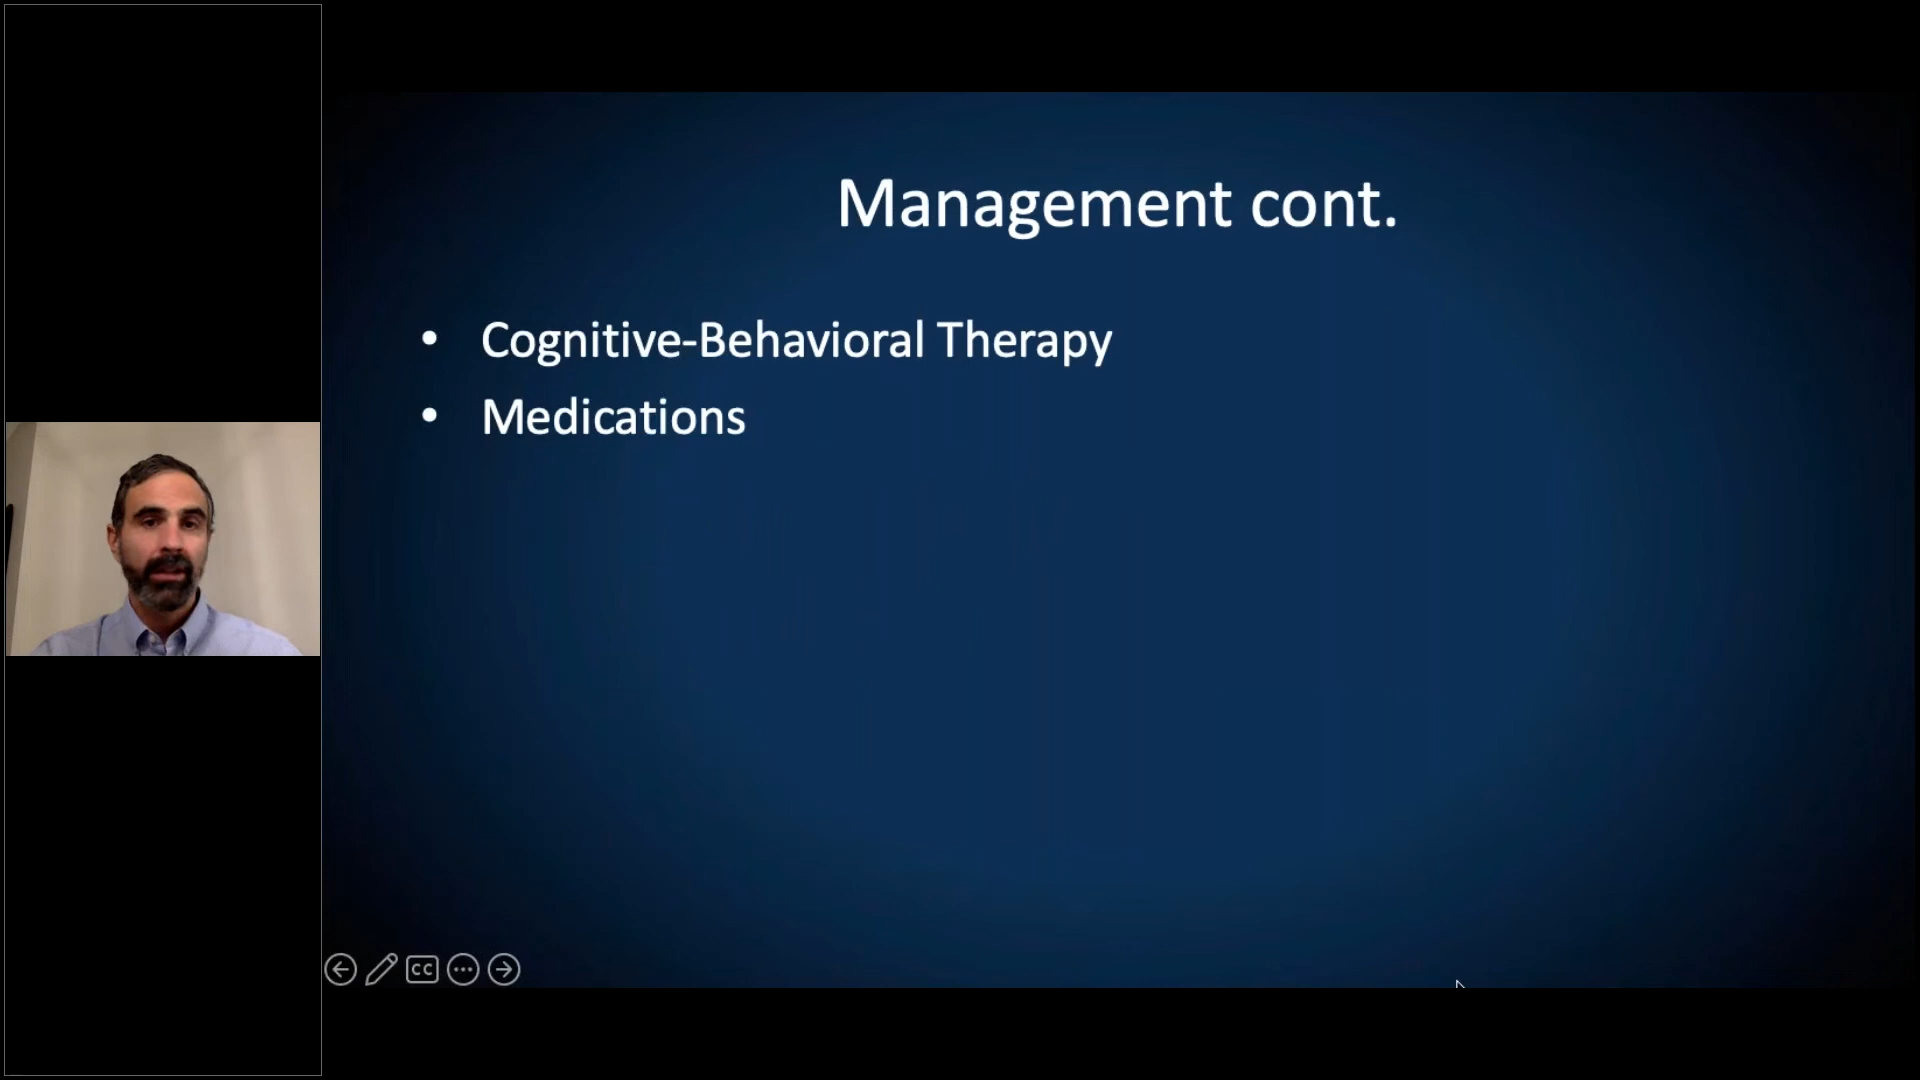 Management cont.
• Cognitive-Behavioral Therapy
• Medications
CC